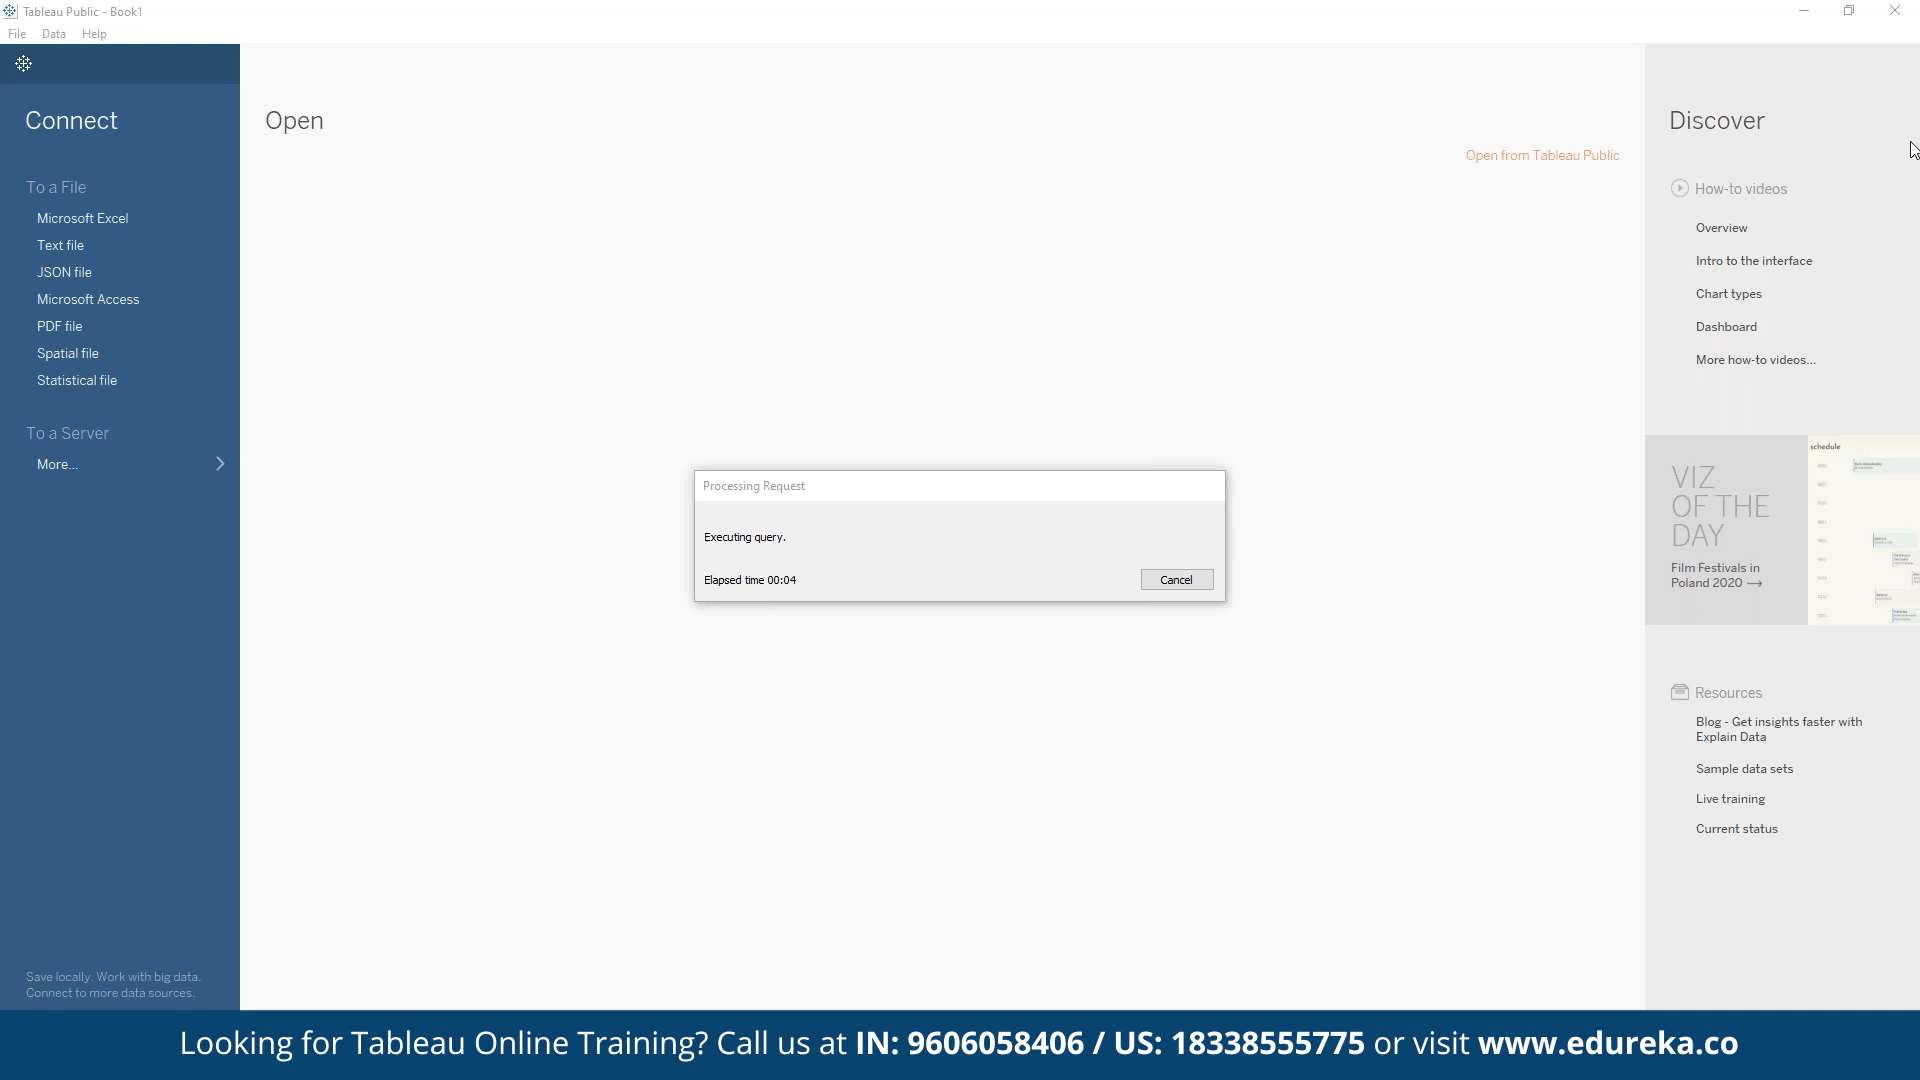 Tableau Public - Book1
File Data Help
Connect
To a File
Microsoft Excel
Text file
JSON file
Microsoft Access
PDF file
Spatial file
Statistical file
To a Server
More...
Save locally. Work with big data.
Connect to more data sources.
Open
Open from Tableau Public
Processing Request
Executing query.
Elapsed time 00:04
Cancel
Discover
How-to videos
Overview
Intro to the interface
Chart types
Dashboard
More how-to videos...
VIZ
OF THE
DAY
Film Festivals in
Poland 2020 →
schedule
Resources
Blog - Get insights faster with
Explain Data
Sample data sets
Live training
Current status
Looking for Tableau Online Training? Call us at IN: 9606058406 / US: 18338555775 or visit www.edureka.co